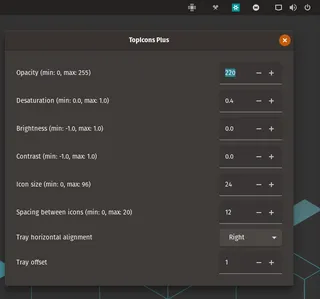 TopIcons Plus
Opacity (min: 0, max: 255) 220
Desaturation (min: 0.0, max: 1.0) 0.4
Brightness (min: -1.0, max: 1.0) 0.0
Contrast (min: -1.0, max: 1.0) 0.0
Icon size (min: 0, max: 96) 24
Spacing between icons (min: 0, max: 20) 12
Tray horizontal alignment Right
Tray offset 1